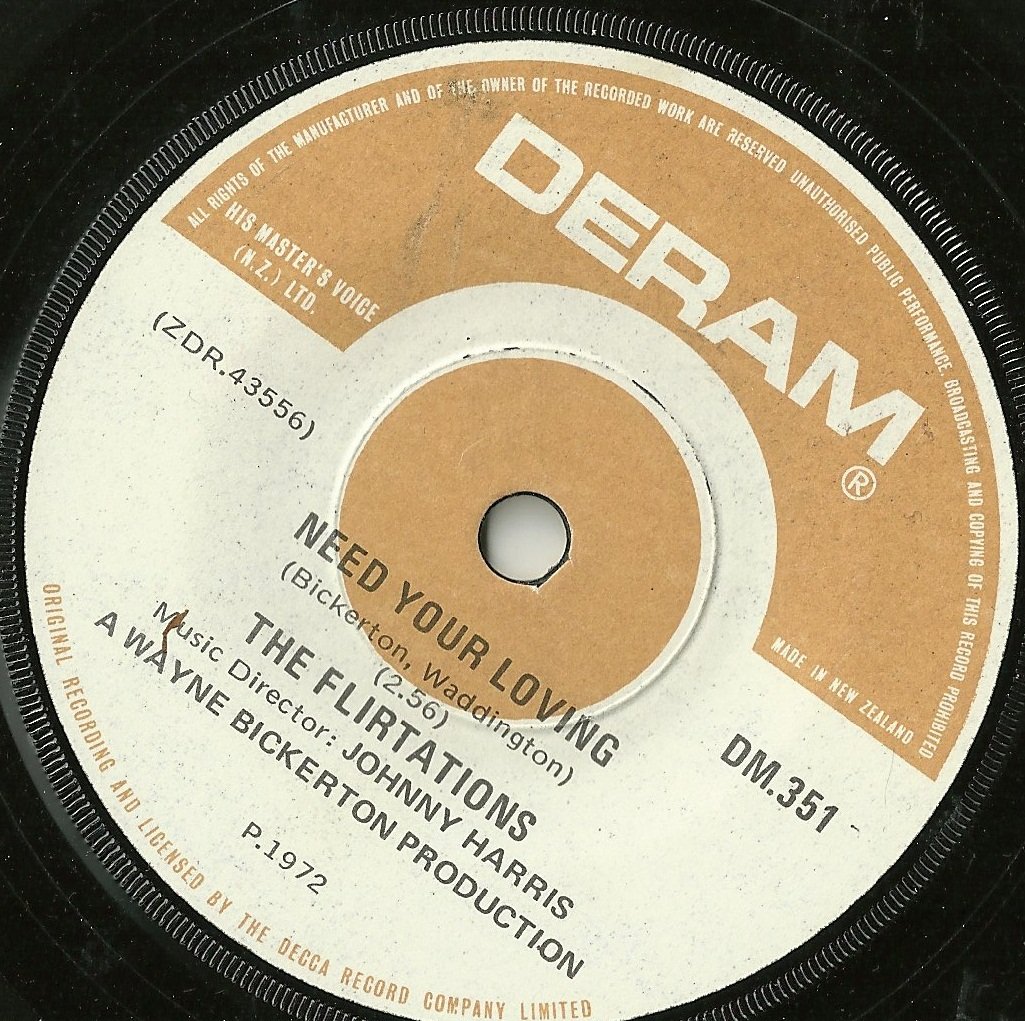 ALL RIGHTS OF THE MANUFACTURER AND OF THE OWNER OF THE RECORDED WORK ARE RESERVED UNAUTHORISED PUBLIC PERFORMANCE, BROADCASTING AND COPYING OF THIS RECORD PROHIBITED
DERAM
®
HIS MASTER'S VOICE
(N.Z.) LTD.
MADE IN NEW ZEALAND
(ZDR.43556)
DM.351
NEED YOUR LOVING
(Bickerton, Waddington)
(2.56)
THE FLIRTATIONS
Music Director: JOHNNY HARRIS
A WAYNE BICKERTON PRODUCTION
P.1972
ORIGINAL RECORDING AND LICENSED BY THE DECCA RECORD COMPANY LIMITED